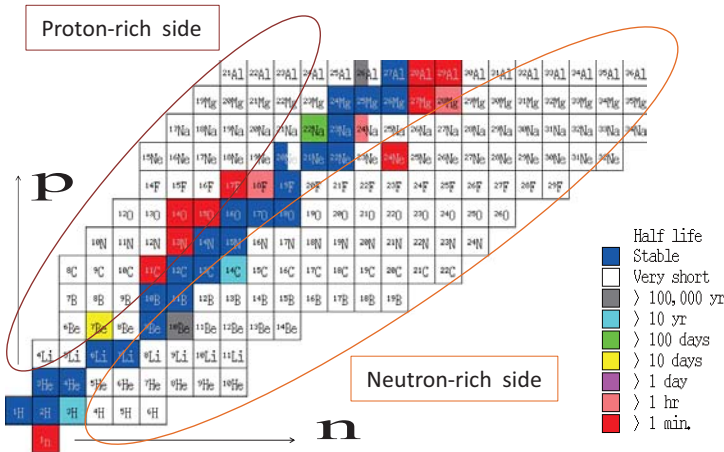 Proton-rich side
21Al 22Al 23Al 24Al 25Al 26Al 27Al 28Al 29Al 30Al 31Al 32Al 33Al 34Al 35Al 36Al
19Mg 20Mg 21Mg 22Mg 23Mg 24Mg 25Mg 26Mg 27Mg 28Mg 29Mg 30Mg 31Mg 32Mg 33Mg 34Mg 35Mg
17Na 18Na 19Na 20Na 21Na 22Na 23Na 24Na 25Na 26Na 27Na 28Na 29Na 30Na 31Na 32Na 33Na 34Na
15Ne 16Ne 17Ne 18Ne 19Ne 20Ne 21Ne 22Ne 23Ne 24Ne 25Ne 26Ne 27Ne 28Ne 29Ne 30Ne 31Ne 32Ne
14F 15F 16F 17F 18F 19F 20F 21F 22F 23F 24F 25F 26F 27F 28F 29F
p
12O 13O 14O 15O 16O 17O 18O 19O 20O 21O 22O 23O 24O 25O 26O
10N 11N 12N 13N 14N 15N 16N 17N 18N 19N 20N 21N 22N 23N 24N
8C 9C 10C 11C 12C 13C 14C 15C 16C 17C 18C 19C 20C 21C 22C
7B 8B 9B 10B 11B 12B 13B 14B 15B 16B 17B 18B 19B
6Be 7Be 8Be 9Be 10Be 11Be 12Be 13Be 14Be
4Li 5Li 6Li 7Li 8Li 9Li 10Li 11Li
3He 4He 5He 6He 7He 8He 9He 10He
1H 2H 3H 4H 5H 6H
1n
n
Neutron-rich side
Half life
Stable
Very short
> 100,000 yr
> 10 yr
> 100 days
> 10 days
> 1 day
> 1 hr
> 1 min.